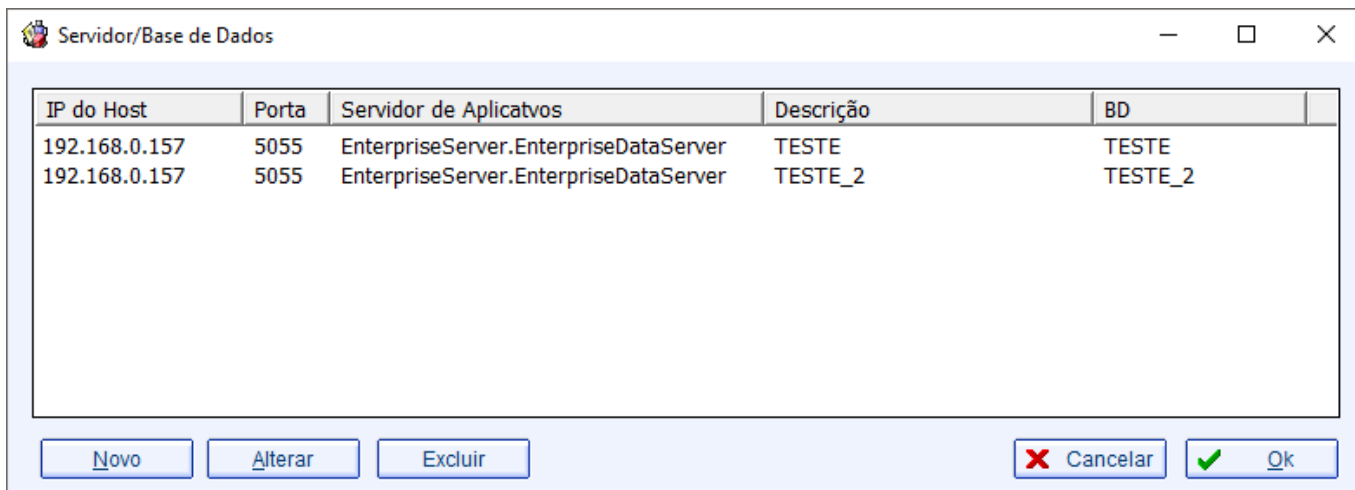 Servidor/Base de Dados
IP do Host Porta Servidor de Aplicatvos Descrição BD
192.168.0.157 5055 EnterpriseServer.EnterpriseDataServer TESTE TESTE
192.168.0.157 5055 EnterpriseServer.EnterpriseDataServer TESTE_2 TESTE_2
Novo Alterar Excluir Cancelar Ok